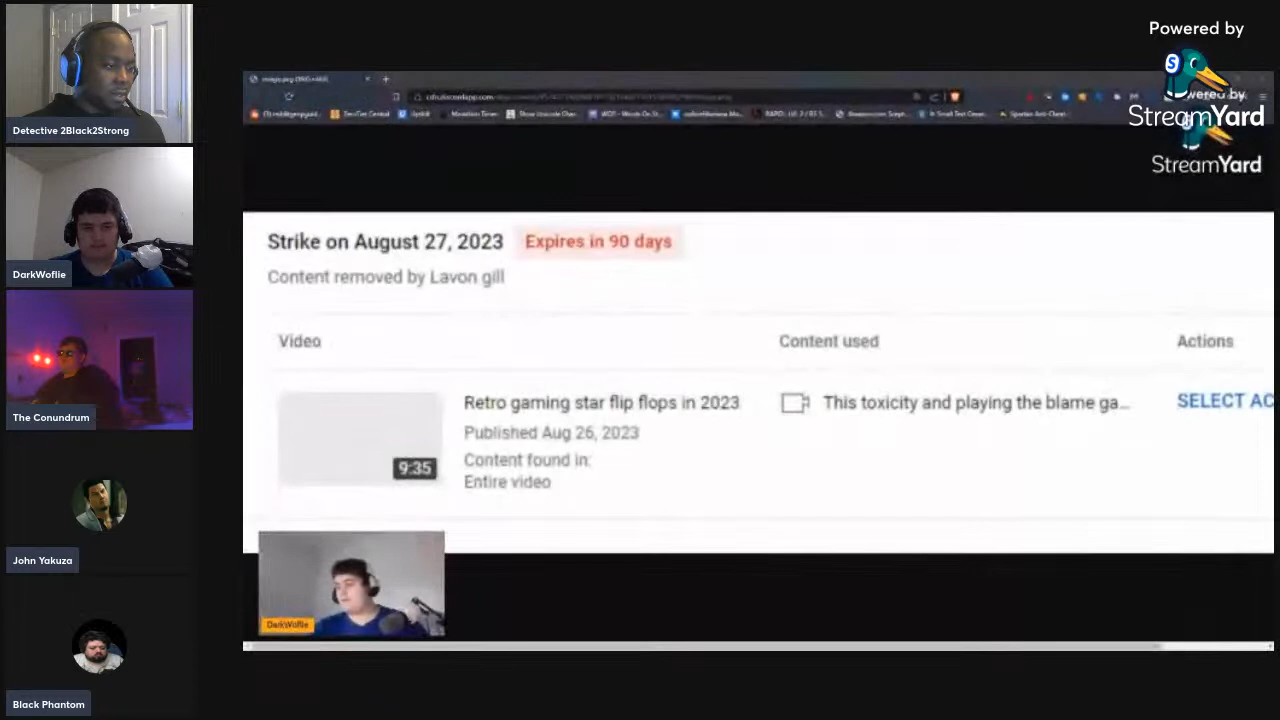 Powered by
StreamYard
Powered by
StreamYard
Detective 2Black2Strong
DarkWoflie
The Conundrum
John Yakuza
Black Phantom
Strike on August 27, 2023
Expires in 90 days
Content removed by Lavon gill
Video
Content used
Actions
9:35
Retro gaming star flip flops in 2023
Published Aug 26, 2023
Content found in:
Entire video
This toxicity and playing the blame ga...
SELECT AC
DarkWoflie